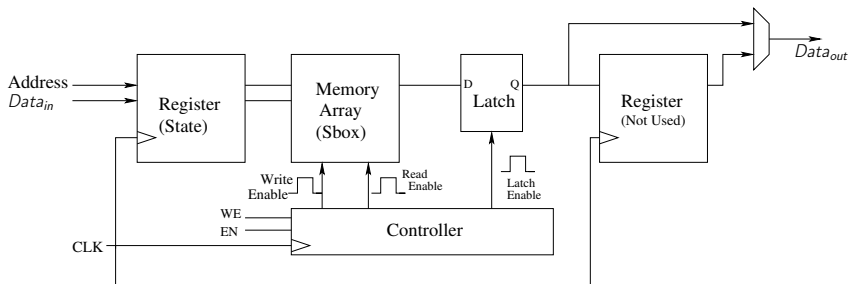 Address
Data_in
Register
(State)
Memory
Array
(Sbox)
D
Q
Latch
Register
(Not Used)
Data_out
Write
Enable
Read
Enable
Latch
Enable
WE
EN
CLK
Controller